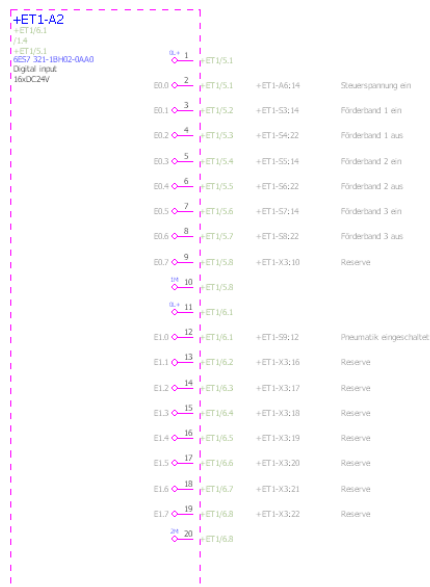 +ET1-A2
+ET1/6.1
/1.4
+ET1/5.1
6ES7 321-1BH02-0AA0
Digital input
16xDC24V
1 +ET1/5.1
E0.0 2 +ET1/5.1 +ET1-A6:14 Steuerspannung ein
E0.1 3 +ET1/5.2 +ET1-S3:14 Förderband 1 ein
E0.2 4 +ET1/5.3 +ET1-S4:22 Förderband 1 aus
E0.3 5 +ET1/5.4 +ET1-S5:14 Förderband 2 ein
E0.4 6 +ET1/5.5 +ET1-S6:22 Förderband 2 aus
E0.5 7 +ET1/5.6 +ET1-S7:14 Förderband 3 ein
E0.6 8 +ET1/5.7 +ET1-S8:22 Förderband 3 aus
E0.7 9 +ET1/5.8 +ET1-X3:10 Reserve
1M 10 +ET1/5.8
11 +ET1/6.1
E1.0 12 +ET1/6.1 +ET1-S9:12 Pneumatik eingeschaltet
E1.1 13 +ET1/6.2 +ET1-X3:16 Reserve
E1.2 14 +ET1/6.3 +ET1-X3:17 Reserve
E1.3 15 +ET1/6.4 +ET1-X3:18 Reserve
E1.4 16 +ET1/6.5 +ET1-X3:19 Reserve
E1.5 17 +ET1/6.6 +ET1-X3:20 Reserve
E1.6 18 +ET1/6.7 +ET1-X3:21 Reserve
E1.7 19 +ET1/6.8 +ET1-X3:22 Reserve
2M 20 +ET1/6.8